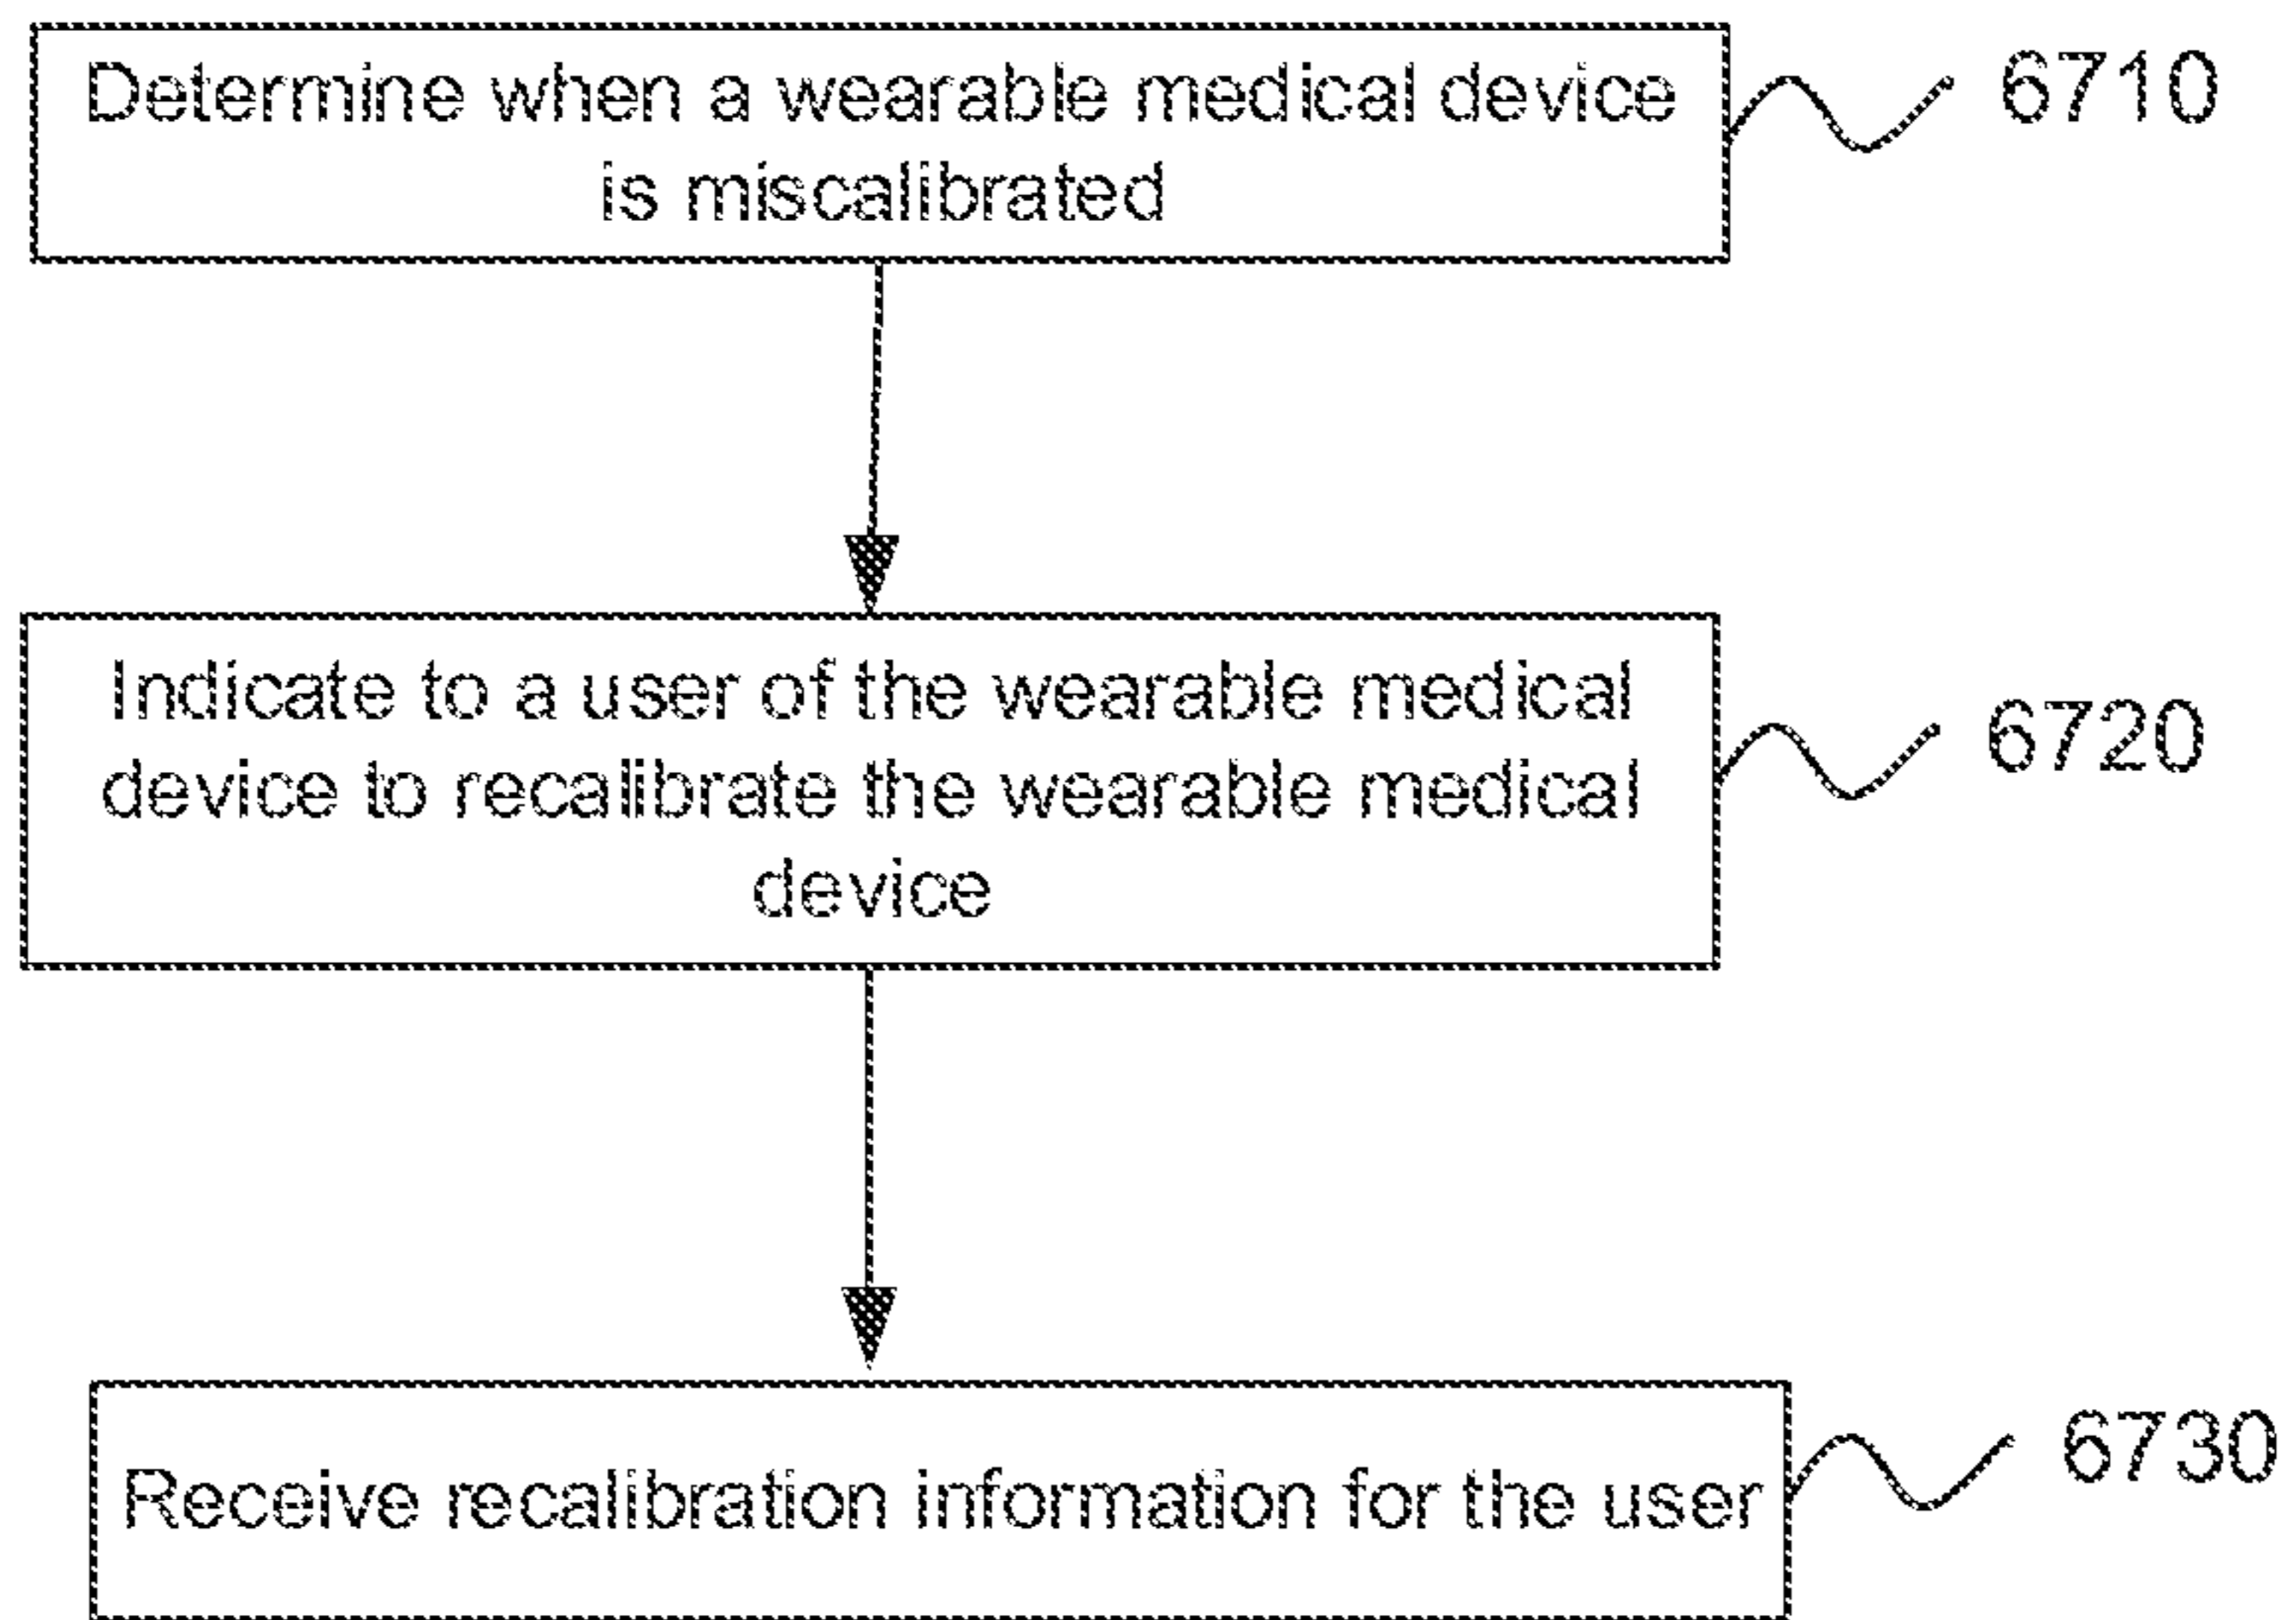 Determine when a wearable medical device
is miscalibrated
6710
Indicate to a user of the wearable medical
device to recalibrate the wearable medical
device
6720
Receive recalibration information for the user
6730